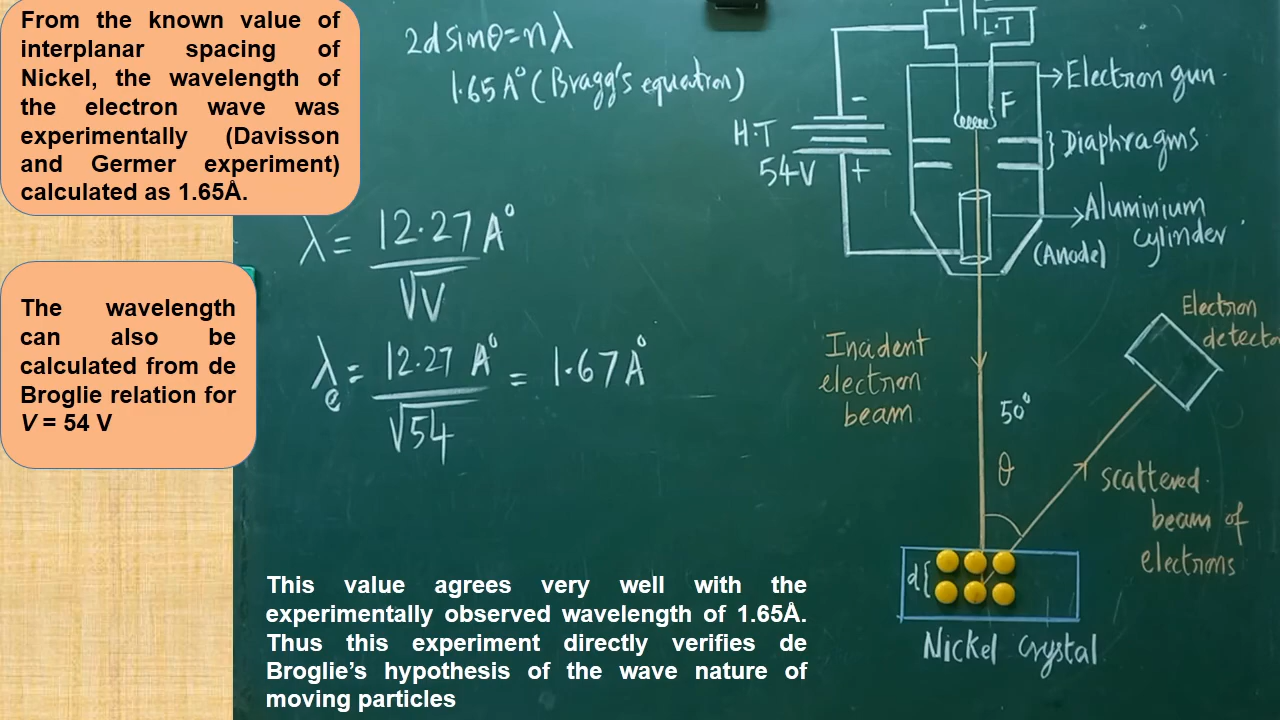 From the known value of
interplanar spacing of
Nickel, the wavelength of
the electron wave was
experimentally (Davisson
and Germer experiment)
calculated as 1.65Å.
2d sinθ = nλ
1.65 A° (Bragg's equation)
λ = 12.27 A° / √V
The wavelength
can also be
calculated from de
Broglie relation for
V = 54 V
λe = 12.27 A° / √54 = 1.67 A°
This value agrees very well with the
experimentally observed wavelength of 1.65Å.
Thus this experiment directly verifies de
Broglie's hypothesis of the wave nature of
moving particles
L.T
Electron gun
F
-
H.T
54V
+
} Diaphragms
Aluminium
cylinder
(Anode)
Electron
detecto
Incident
electron
beam
50°
θ
scattered
beam of
electrons
d{
Nickel crystal